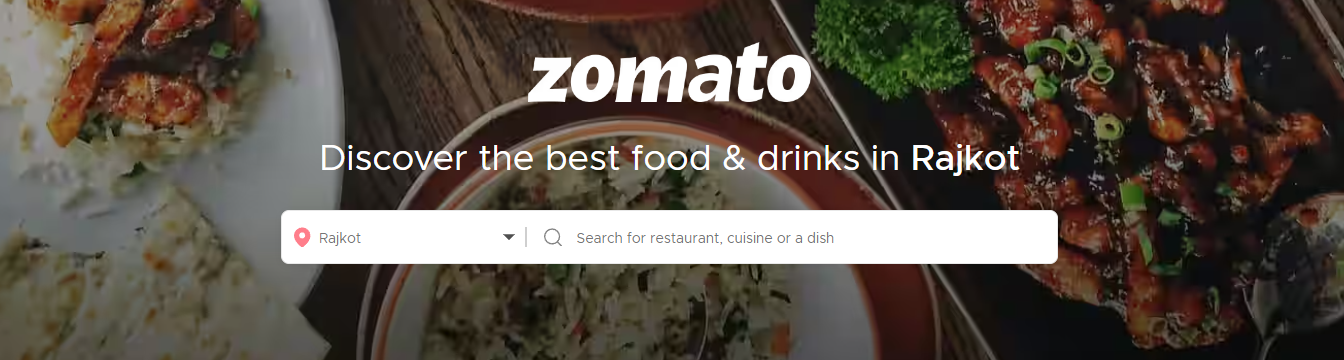 zomato
Discover the best food & drinks in Rajkot
Rajkot
Search for restaurant, cuisine or a dish